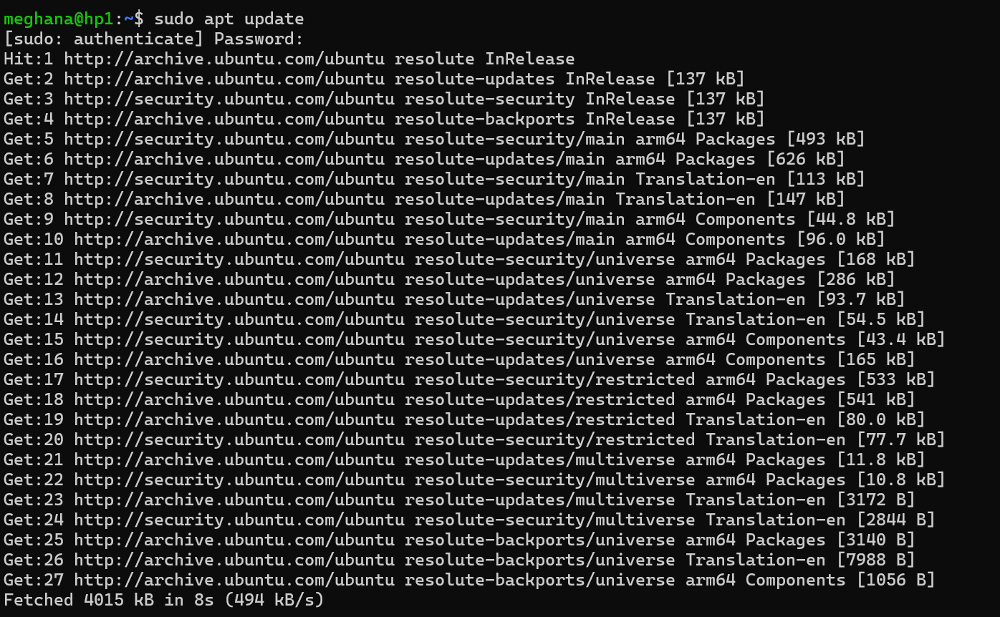 meghana@hp1:~$ sudo apt update
[sudo: authenticate] Password:
Hit:1 http://archive.ubuntu.com/ubuntu resolute InRelease
Get:2 http://archive.ubuntu.com/ubuntu resolute-updates InRelease [137 kB]
Get:3 http://security.ubuntu.com/ubuntu resolute-security InRelease [137 kB]
Get:4 http://archive.ubuntu.com/ubuntu resolute-backports InRelease [137 kB]
Get:5 http://security.ubuntu.com/ubuntu resolute-security/main arm64 Packages [493 kB]
Get:6 http://archive.ubuntu.com/ubuntu resolute-updates/main arm64 Packages [626 kB]
Get:7 http://security.ubuntu.com/ubuntu resolute-security/main Translation-en [113 kB]
Get:8 http://archive.ubuntu.com/ubuntu resolute-updates/main Translation-en [147 kB]
Get:9 http://security.ubuntu.com/ubuntu resolute-security/main arm64 Components [44.8 kB]
Get:10 http://archive.ubuntu.com/ubuntu resolute-updates/main arm64 Components [96.0 kB]
Get:11 http://security.ubuntu.com/ubuntu resolute-security/universe arm64 Packages [168 kB]
Get:12 http://archive.ubuntu.com/ubuntu resolute-updates/universe arm64 Packages [286 kB]
Get:13 http://archive.ubuntu.com/ubuntu resolute-updates/universe Translation-en [93.7 kB]
Get:14 http://security.ubuntu.com/ubuntu resolute-security/universe Translation-en [54.5 kB]
Get:15 http://security.ubuntu.com/ubuntu resolute-security/universe arm64 Components [43.4 kB]
Get:16 http://archive.ubuntu.com/ubuntu resolute-updates/universe arm64 Components [165 kB]
Get:17 http://security.ubuntu.com/ubuntu resolute-security/restricted arm64 Packages [533 kB]
Get:18 http://archive.ubuntu.com/ubuntu resolute-updates/restricted arm64 Packages [541 kB]
Get:19 http://archive.ubuntu.com/ubuntu resolute-updates/restricted Translation-en [80.0 kB]
Get:20 http://security.ubuntu.com/ubuntu resolute-security/restricted Translation-en [77.7 kB]
Get:21 http://archive.ubuntu.com/ubuntu resolute-updates/multiverse arm64 Packages [11.8 kB]
Get:22 http://security.ubuntu.com/ubuntu resolute-security/multiverse arm64 Packages [10.8 kB]
Get:23 http://archive.ubuntu.com/ubuntu resolute-updates/multiverse Translation-en [3172 B]
Get:24 http://security.ubuntu.com/ubuntu resolute-security/multiverse Translation-en [2844 B]
Get:25 http://archive.ubuntu.com/ubuntu resolute-backports/universe arm64 Packages [3140 B]
Get:26 http://archive.ubuntu.com/ubuntu resolute-backports/universe Translation-en [7988 B]
Get:27 http://archive.ubuntu.com/ubuntu resolute-backports/universe arm64 Components [1056 B]
Fetched 4015 kB in 8s (494 kB/s)